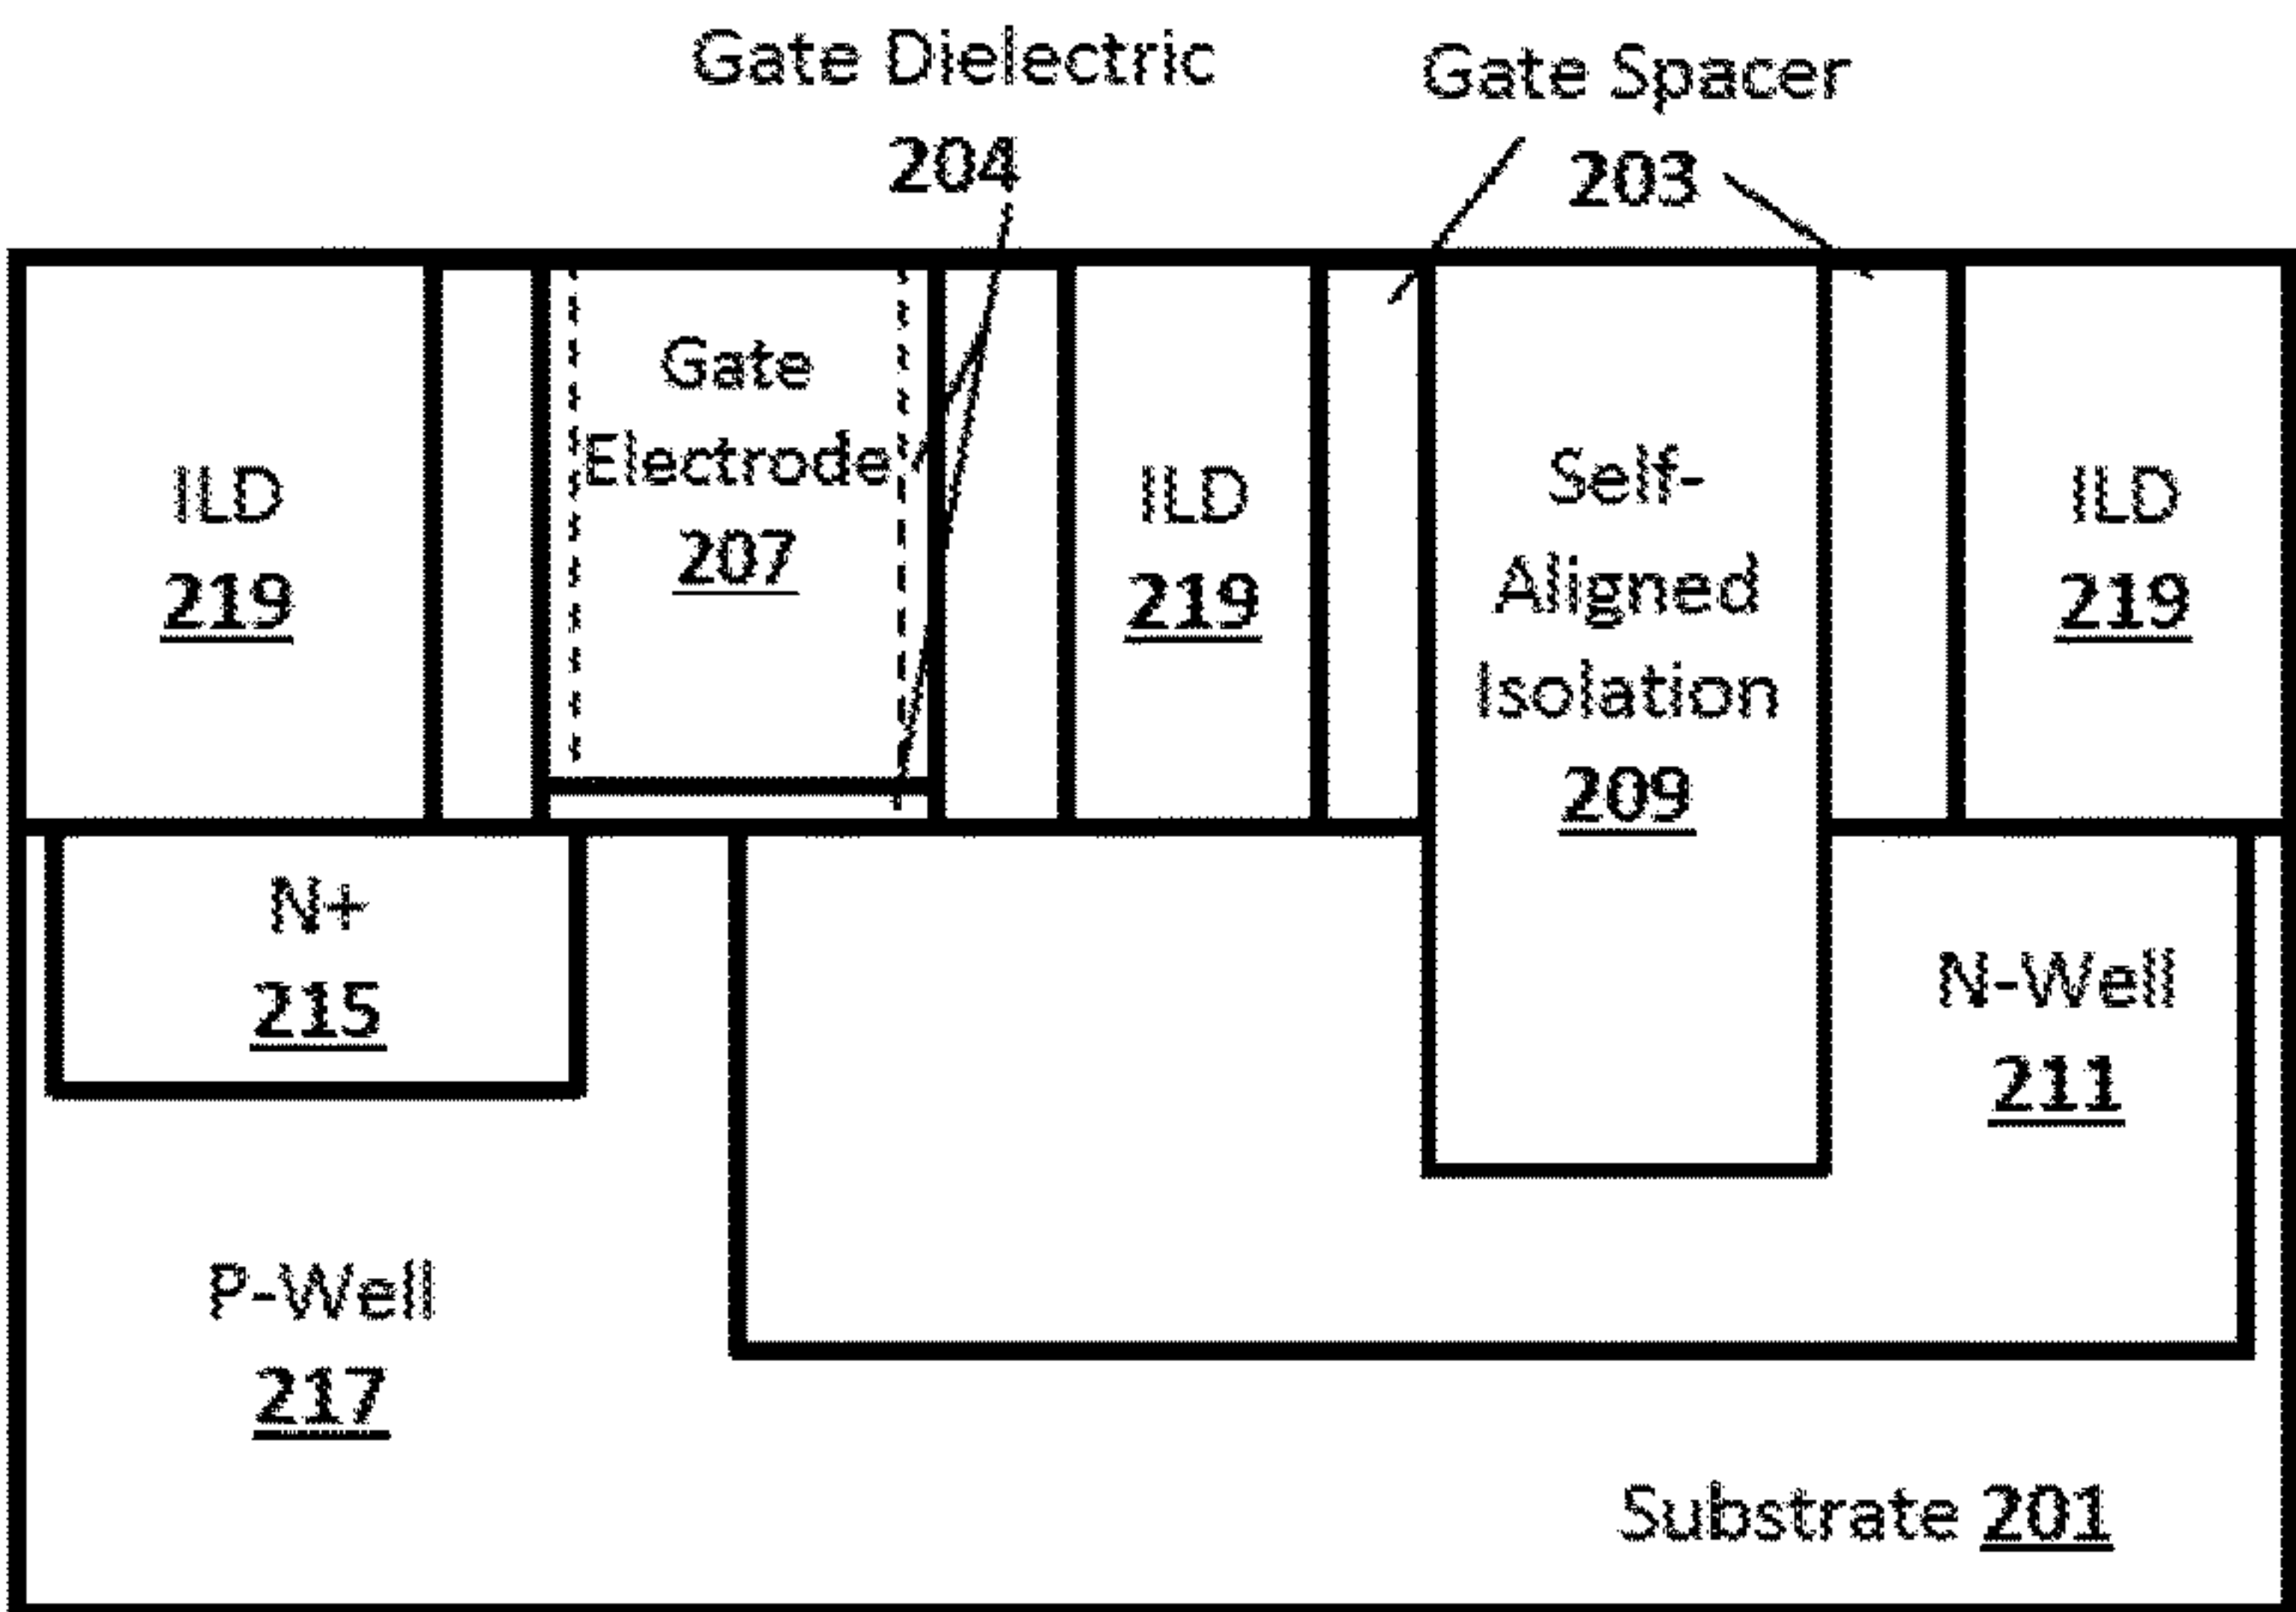 Gate Dielectric
204
Gate Spacer
203
ILD
219
Gate
Electrode
207
ILD
219
Self-
Aligned
Isolation
209
ILD
219
N+
215
N-Well
211
P-Well
217
Substrate 201